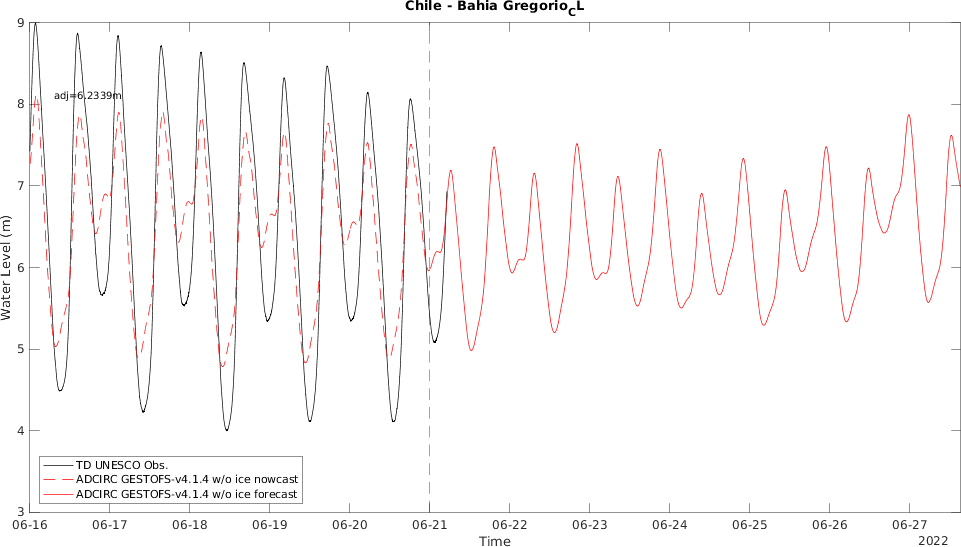 Chile - Bahia Gregorio_CL
9
8
7
6
5
4
3
Water Level (m)
adj=6.2339m
TD UNESCO Obs.
ADCIRC GESTOFS-v4.1.4 w/o ice nowcast
ADCIRC GESTOFS-v4.1.4 w/o ice forecast
06-16 06-17 06-18 06-19 06-20 06-21 06-22 06-23 06-24 06-25 06-26 06-27
Time
2022